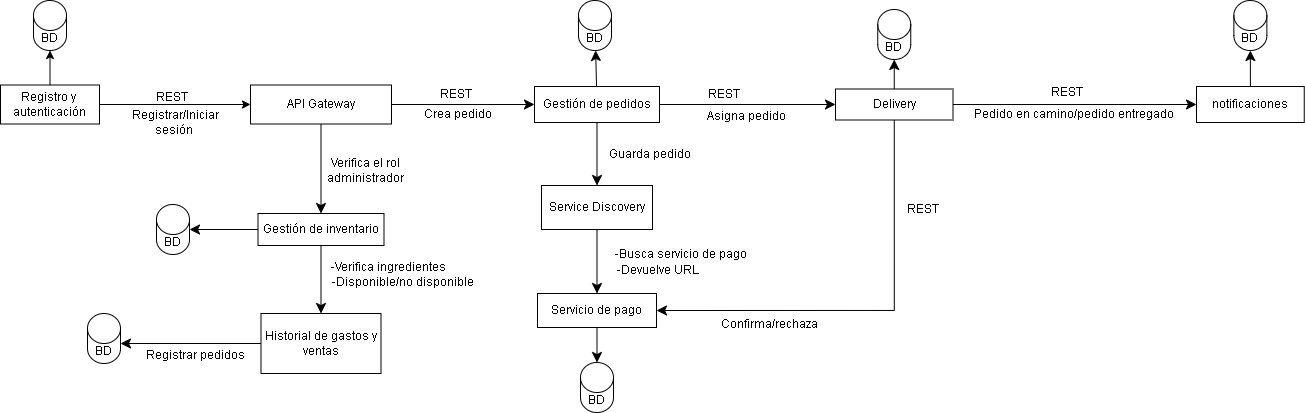 BD
BD
BD
BD
Registro y
autenticación
REST
Registrar/Iniciar
sesión
API Gateway
REST
Crea pedido
Gestión de pedidos
REST
Asigna pedido
Delivery
REST
Pedido en camino/pedido entregado
notificaciones
Verifica el rol
administrador
Guarda pedido
Service Discovery
REST
BD
Gestión de inventario
-Busca servicio de pago
-Devuelve URL
-Verifica ingredientes
-Disponible/no disponible
Servicio de pago
Confirma/rechaza
BD
Registrar pedidos
Historial de gastos y
ventas
BD